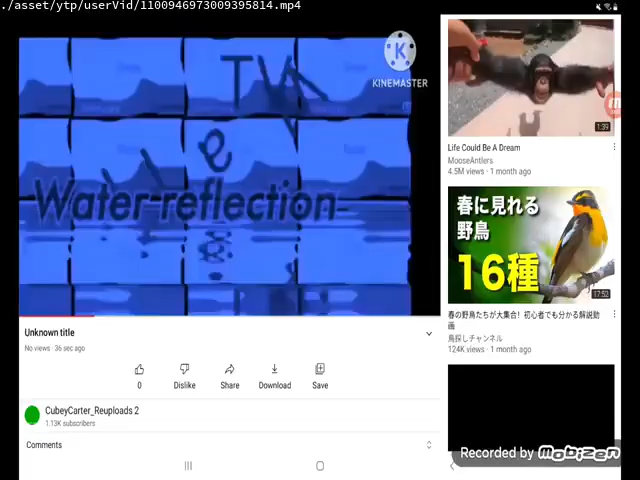 ./asset/ytp/userVid/1100946973009395814.mp4
KINEMASTER
Water reflection
1:39
Life Could Be A Dream
MooseAntlers
4.5M views · 1 month ago
春に見れる
野鳥
16種
17:52
春の野鳥たちが大集合！初心者でも分かる解説動
画
鳥探しチャンネル
124K views · 1 month ago
Unknown title
No views · 36 sec ago
0
Dislike
Share
Download
Save
CubeyCarter_Reuploads 2
1.13K subscribers
Comments
Recorded by Mobizen